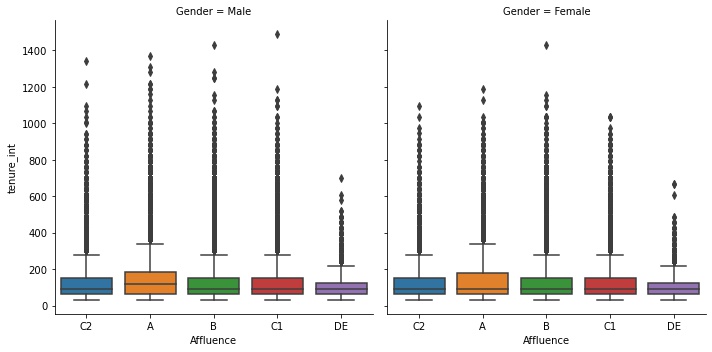 Gender = Male
Gender = Female
tenure_int
1400
1200
1000
800
600
400
200
0
C2 A B C1 DE
C2 A B C1 DE
Affluence
Affluence